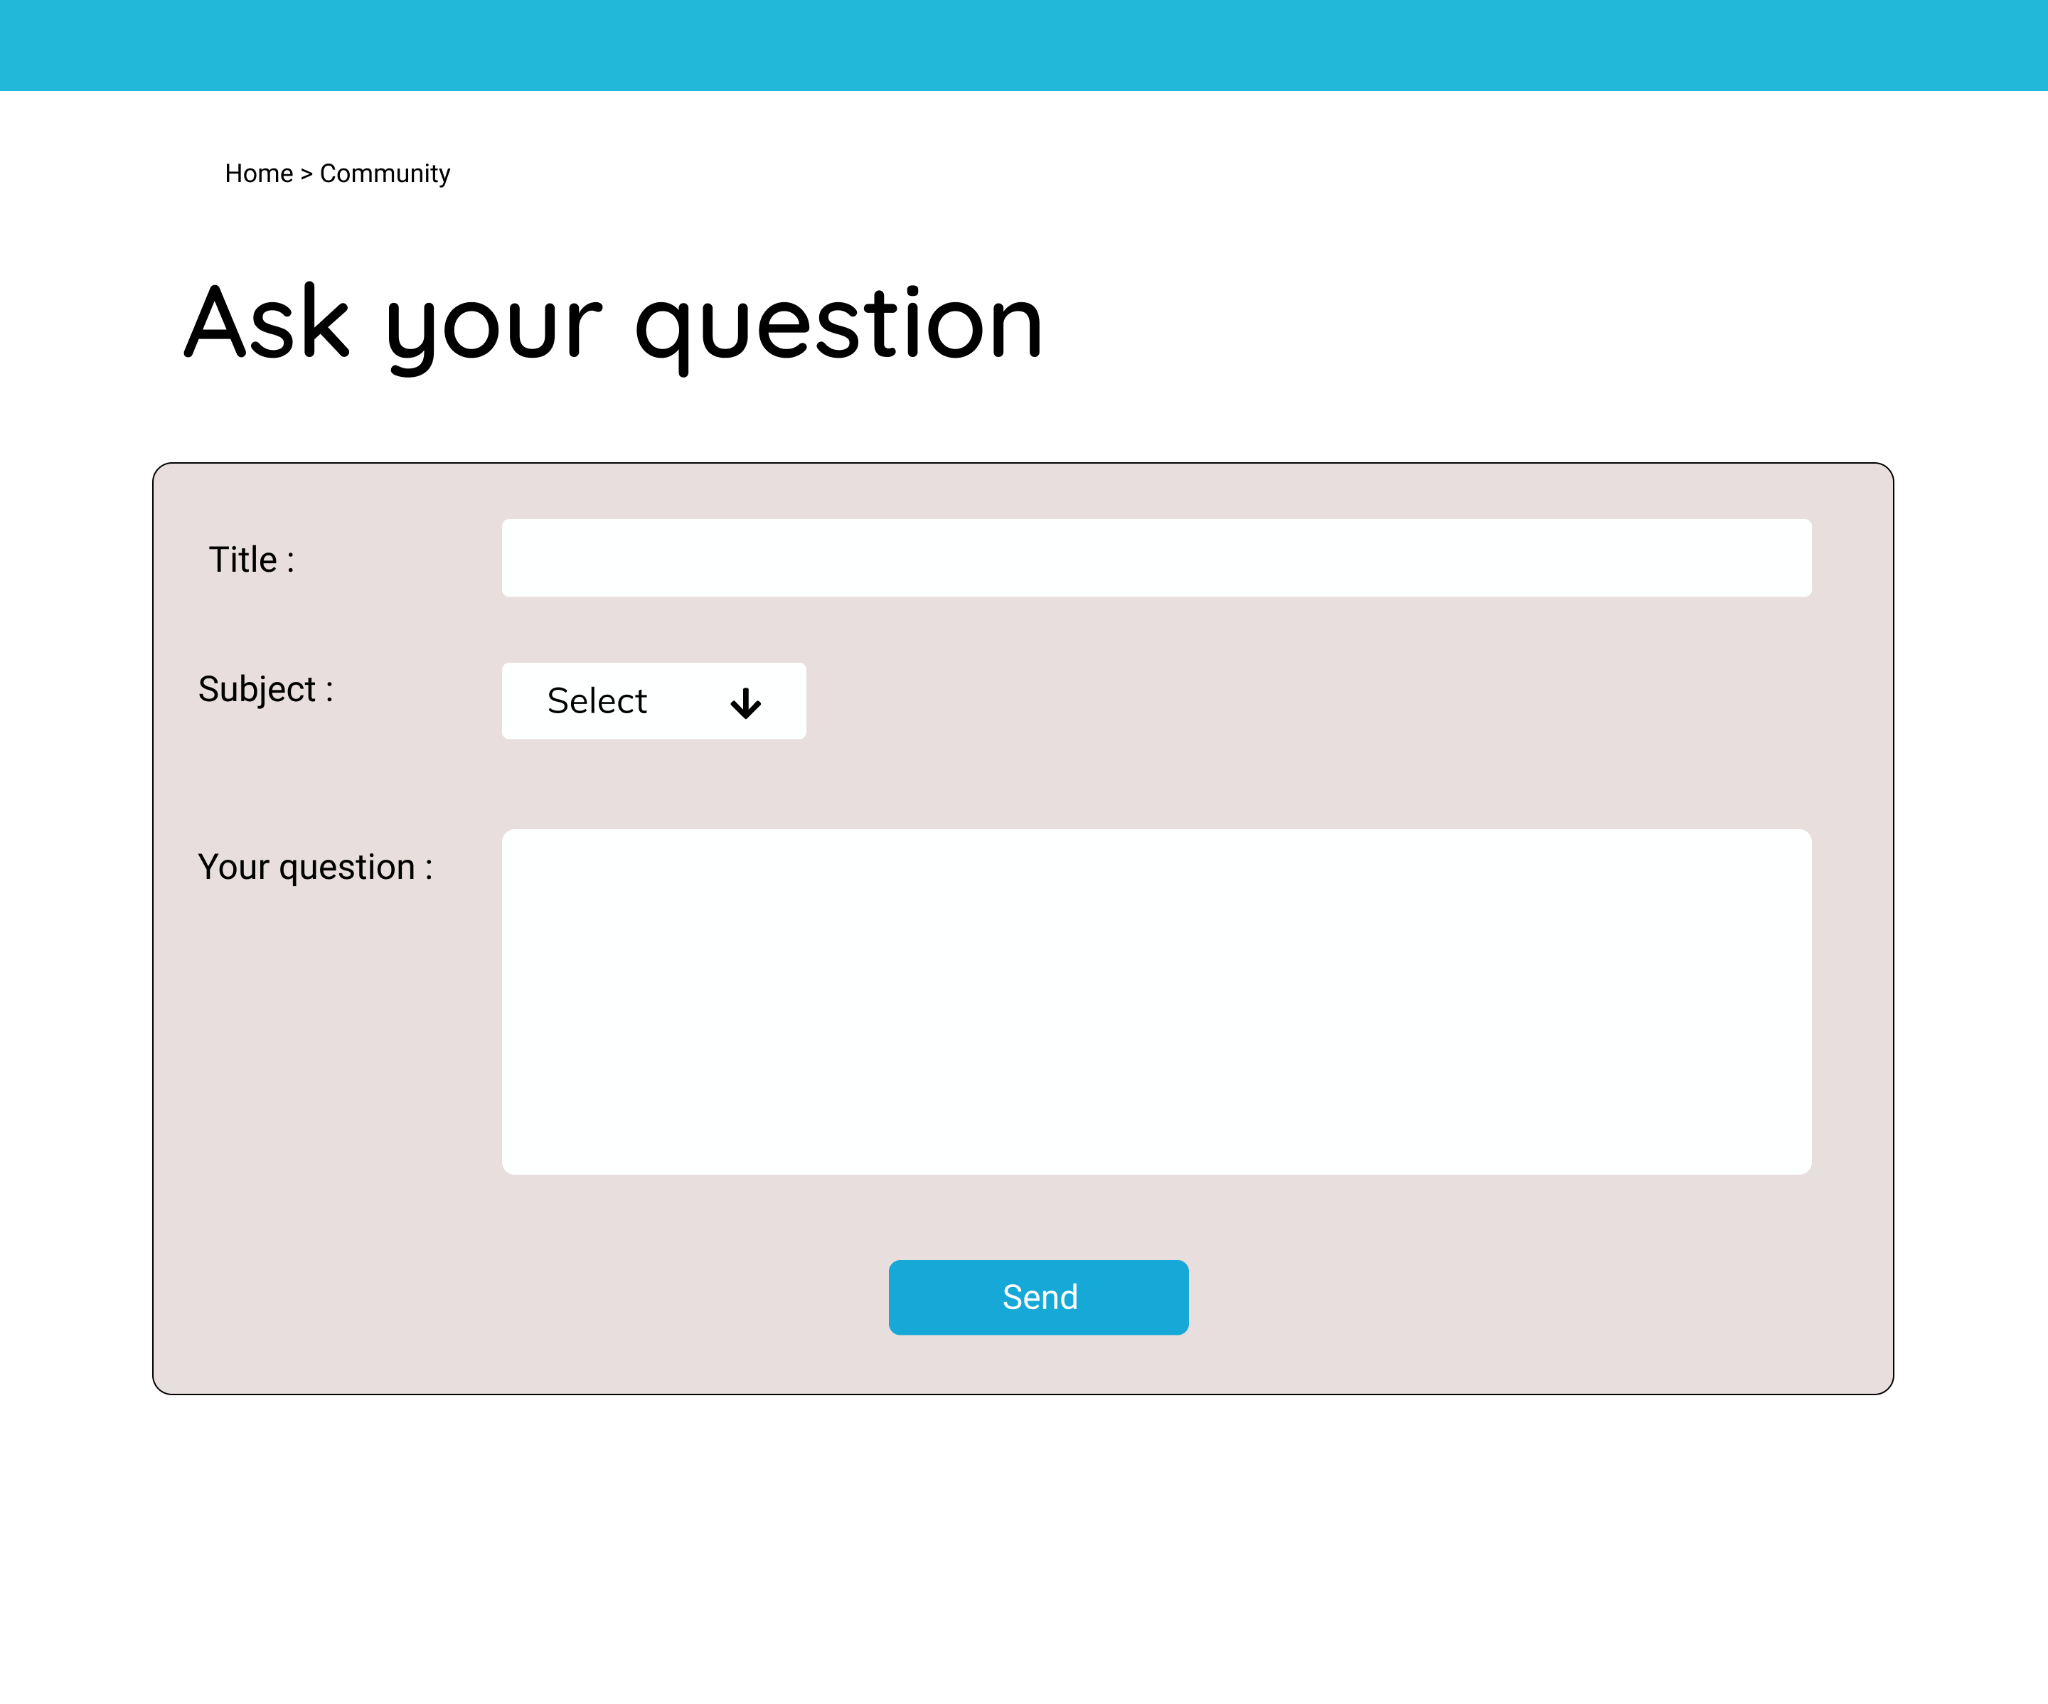 Home > Community
Ask your question
Title :
Subject :
Select
Your question :
Send